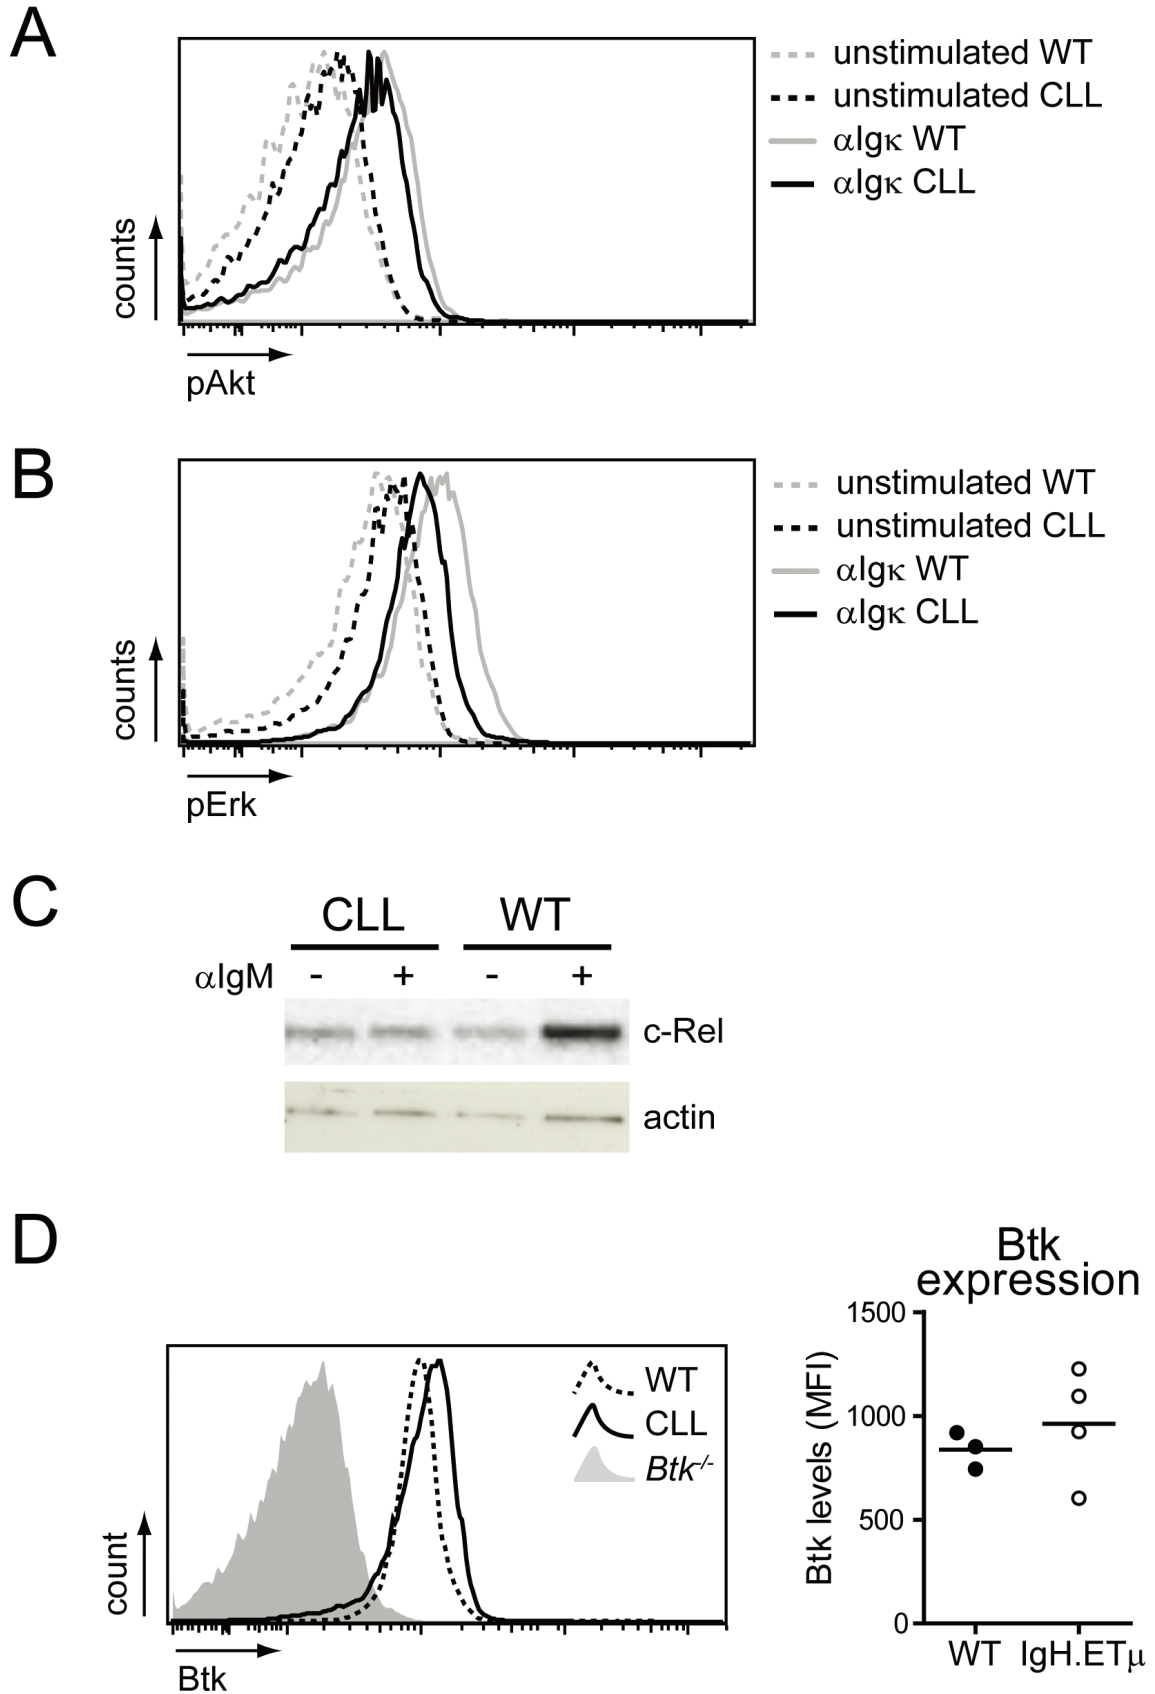 A
unstimulated WT
unstimulated CLL
αIgκ WT
αIgκ CLL
counts
pAkt
B
unstimulated WT
unstimulated CLL
αIgκ WT
αIgκ CLL
counts
pErk
C
CLL WT
αIgM - + - +
c-Rel
actin
D
WT
CLL
Btk-/-
count
Btk
Btk
expression
1500
1000
500
0
Btk levels (MFI)
WT IgH.ETμ